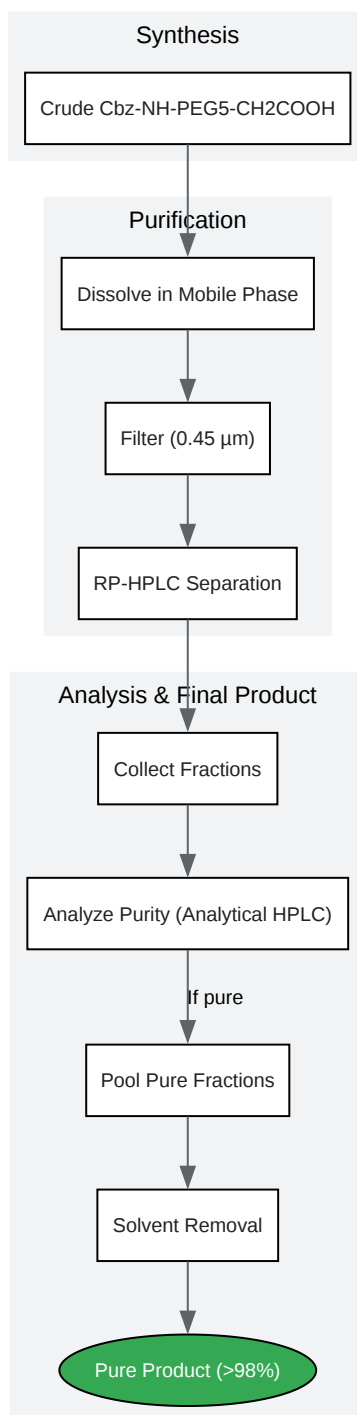 Synthesis
Crude Cbz-NH-PEG5-CH2COOH
Purification
Dissolve in Mobile Phase
Filter (0.45 µm)
RP-HPLC Separation
Analysis & Final Product
Collect Fractions
Analyze Purity (Analytical HPLC)
If pure
Pool Pure Fractions
Solvent Removal
Pure Product (>98%)